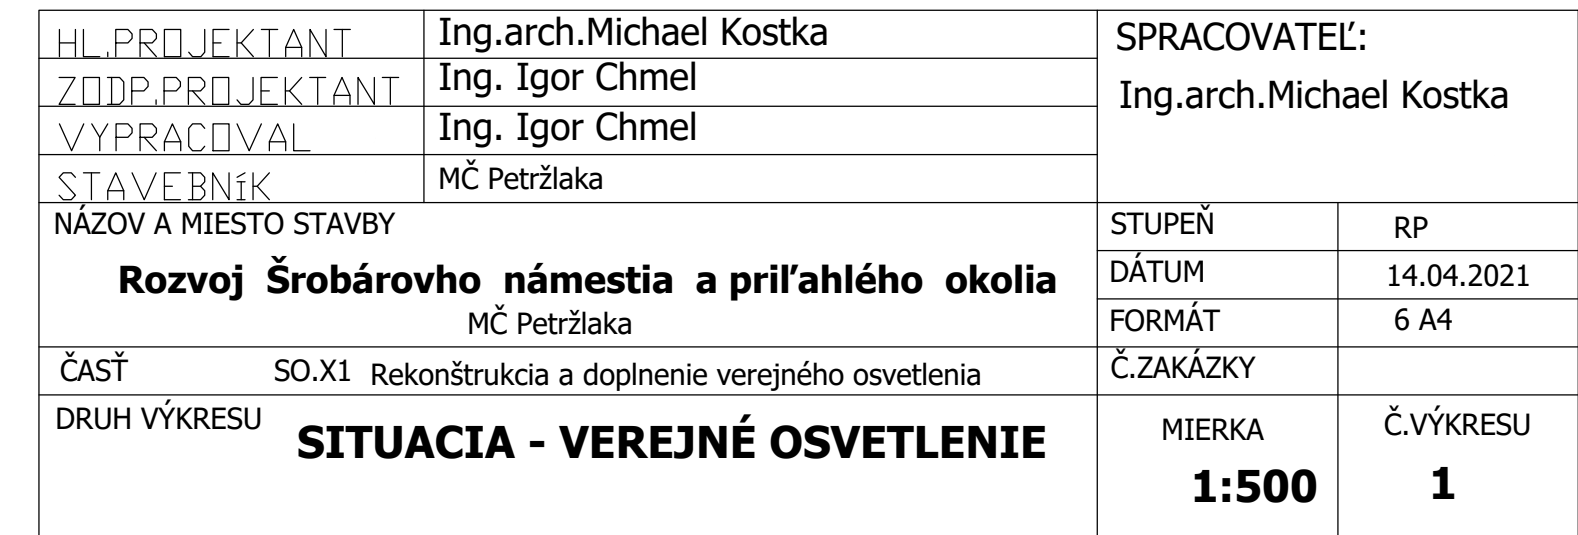 HL.PROJEKTANT Ing.arch.Michael Kostka
ZODP.PROJEKTANT Ing. Igor Chmel
VYPRACOVAL Ing. Igor Chmel
STAVEBNíK MČ Petržlaka
SPRACOVATEĽ:
Ing.arch.Michael Kostka
NÁZOV A MIESTO STAVBY
Rozvoj Šrobárovho námestia a priľahlého okolia
MČ Petržlaka
STUPEŇ RP
DÁTUM 14.04.2021
FORMÁT 6 A4
ČASŤ SO.X1 Rekonštrukcia a doplnenie verejného osvetlenia
Č.ZAKÁZKY
DRUH VÝKRESU SITUACIA - VEREJNÉ OSVETLENIE
MIERKA
1:500
Č.VÝKRESU
1